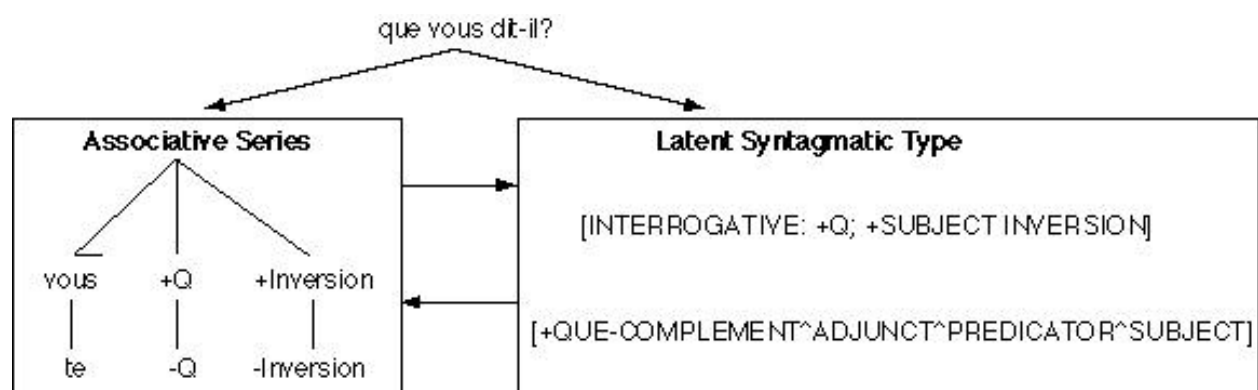 que vous dit-il?
Associative Series
vous +Q +Inversion
te -Q -Inversion
Latent Syntagmatic Type
[INTERROGATIVE: +Q; +SUBJECT INVERSION]
[+QUE-COMPLEMENT^ADJUNCT^PREDICATOR^SUBJECT]